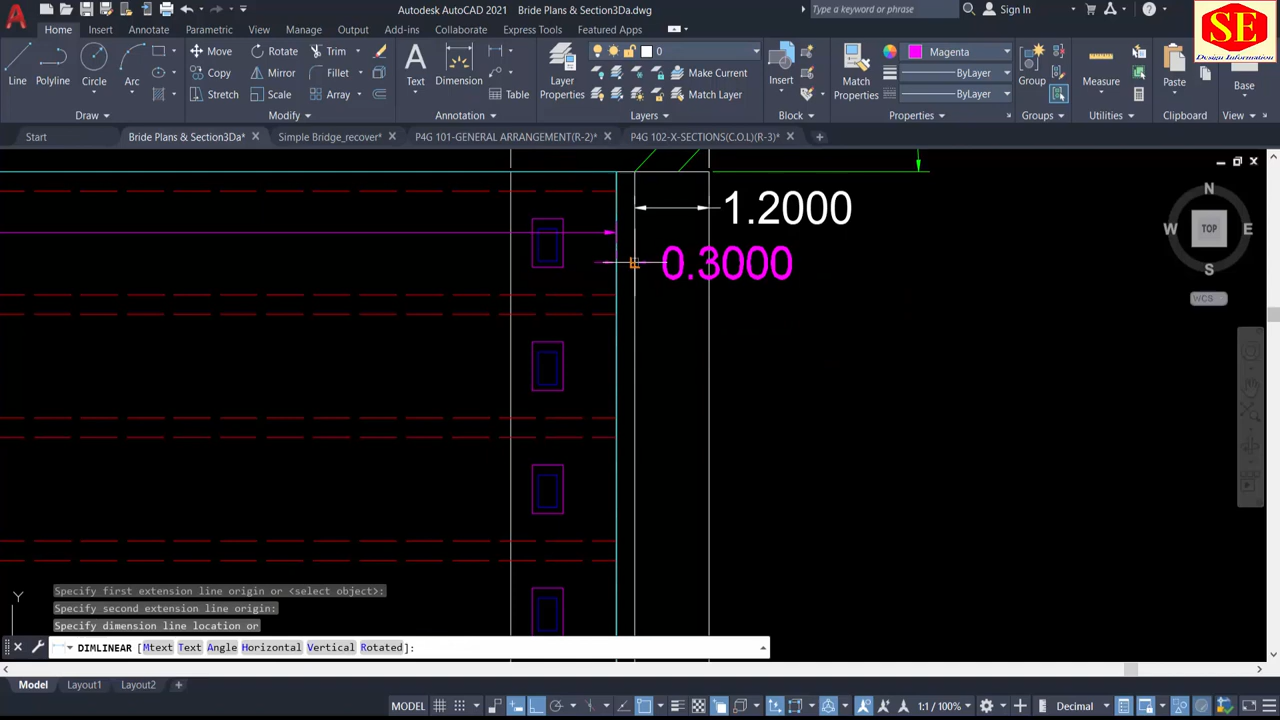 Autodesk AutoCAD 2021 Bride Plans & Section3Da.dwg
Type a keyword or phrase
Sign In
SE
Design Information
Home Insert Annotate Parametric View Manage Output Add-ins Collaborate Express Tools Featured Apps
Line Polyline Circle Arc
Move Rotate Trim
Copy Mirror Fillet
Stretch Scale Array
Text Dimension Table
Layer Properties
0
Make Current
Match Layer
Insert
Match Properties
Magenta
ByLayer
ByLayer
Group
Measure
Paste
Base
Draw Modify Annotation Layers Block Properties Groups Utilities Clipboard View
Start Bride Plans & Section3Da* Simple Bridge_recover* P4G 101-GENERAL ARRANGEMENT(R-2)* P4G 102-X-SECTIONS(C.O.L)(R-3)*
N
W TOP E
S
WCS
1.2000
0.3000
Y
Specify first extension line origin or <select object>:
Specify second extension line origin:
Specify dimension line location or
DIMLINEAR [Mtext Text Angle Horizontal Vertical Rotated]:
Model Layout1 Layout2
MODEL 1:1 / 100% Decimal